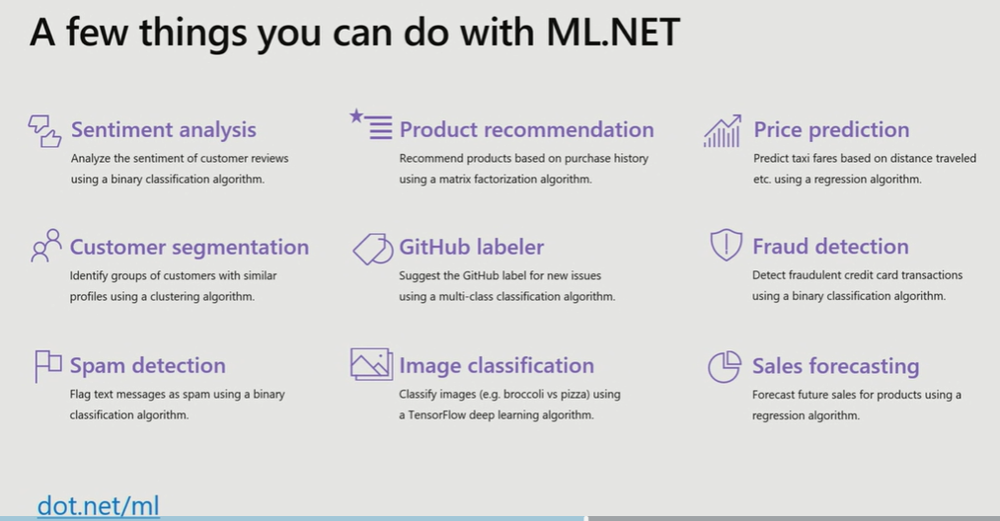 A few things you can do with ML.NET
Sentiment analysis
Analyze the sentiment of customer reviews
using a binary classification algorithm.
Product recommendation
Recommend products based on purchase history
using a matrix factorization algorithm.
Price prediction
Predict taxi fares based on distance traveled
etc. using a regression algorithm.
Customer segmentation
Identify groups of customers with similar
profiles using a clustering algorithm.
GitHub labeler
Suggest the GitHub label for new issues
using a multi-class classification algorithm.
Fraud detection
Detect fraudulent credit card transactions
using a binary classification algorithm.
Spam detection
Flag text messages as spam using a binary
classification algorithm.
Image classification
Classify images (e.g. broccoli vs pizza) using
a TensorFlow deep learning algorithm.
Sales forecasting
Forecast future sales for products using a
regression algorithm.
dot.net/ml